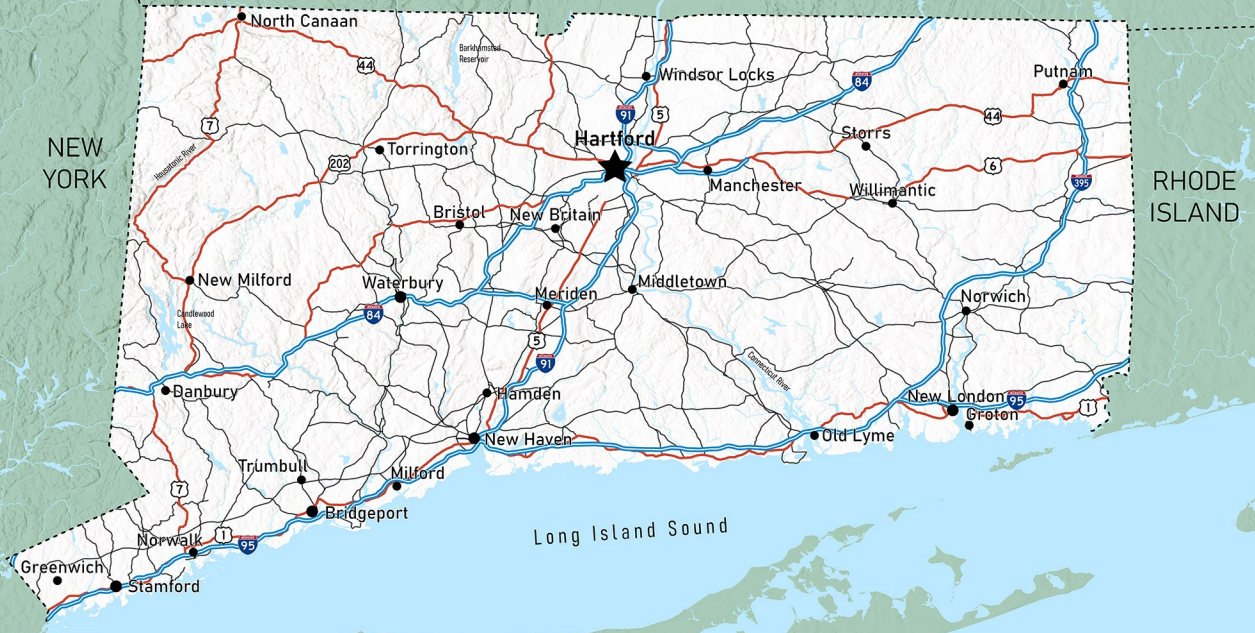 North Canaan
Barkhamsted
Reservoir
44
Windsor Locks
84
Putnam
91
5
44
7
NEW
YORK
Housatonic River
202
Torrington
Hartford
Storrs
6
395
RHODE
ISLAND
Manchester
Willimantic
Bristol
New Britain
New Milford
Waterbury
Middletown
Meriden
Norwich
Candlewood
Lake
84
5
91
Connecticut River
Danbury
Hamden
New London
95
1
Groton
New Haven
Old Lyme
Trumbull
Milford
7
Bridgeport
Long Island Sound
Norwalk
1
95
Greenwich
Stamford